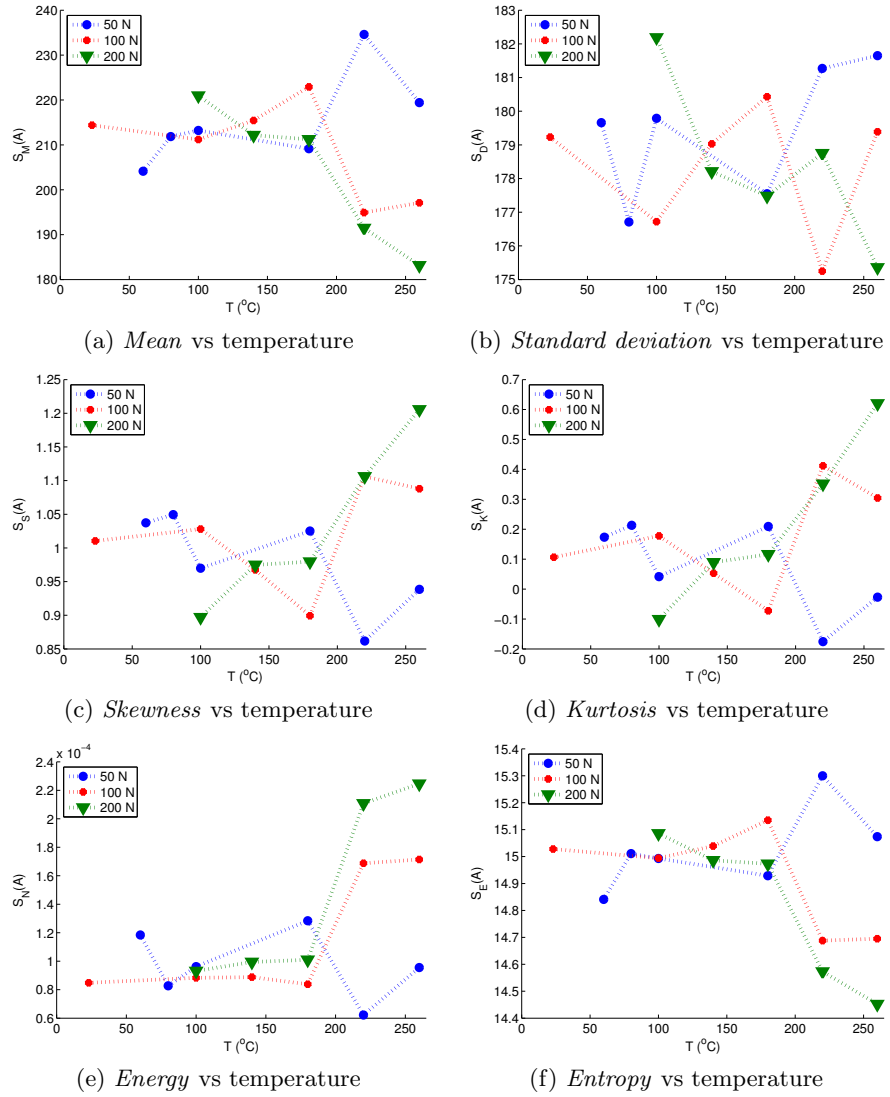 240
230
220
210
200
190
180
S_M(A)
50 N
100 N
200 N
0 50 100 150 200 250
T (°C)
(a) Mean vs temperature
183
182
181
180
179
178
177
176
175
S_D(A)
50 N
100 N
200 N
0 50 100 150 200 250
T (°C)
(b) Standard deviation vs temperature
1.25
1.2
1.15
1.1
1.05
1
0.95
0.9
0.85
S_S(A)
50 N
100 N
200 N
0 50 100 150 200 250
T (°C)
(c) Skewness vs temperature
0.7
0.6
0.5
0.4
0.3
0.2
0.1
0
−0.1
−0.2
S_K(A)
50 N
100 N
200 N
0 50 100 150 200 250
T (°C)
(d) Kurtosis vs temperature
x 10^-4
2.4
2.2
2
1.8
1.6
1.4
1.2
1
0.8
0.6
S_N(A)
50 N
100 N
200 N
0 50 100 150 200 250
T (°C)
(e) Energy vs temperature
15.4
15.3
15.2
15.1
15
14.9
14.8
14.7
14.6
14.5
14.4
S_E(A)
50 N
100 N
200 N
0 50 100 150 200 250
T (°C)
(f) Entropy vs temperature